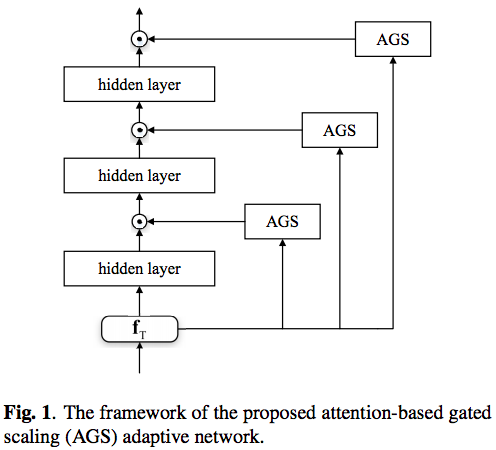 AGS
hidden layer
AGS
hidden layer
AGS
hidden layer
f_T
Fig. 1. The framework of the proposed attention-based gated
scaling (AGS) adaptive network.